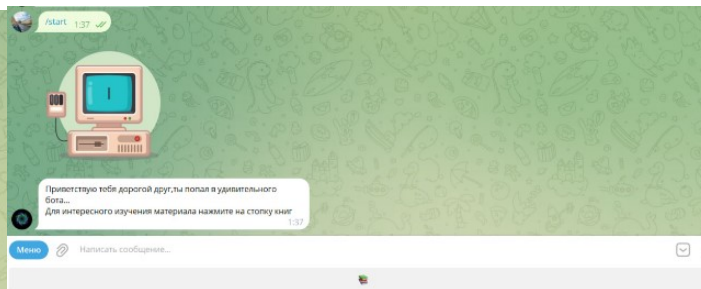 /start 1:37
Приветствую тебя дорогой друг,ты попал в удивительного
бота...
Для интересного изучения материала нажмите на стопку книг
1:37
Меню Написать сообщение...